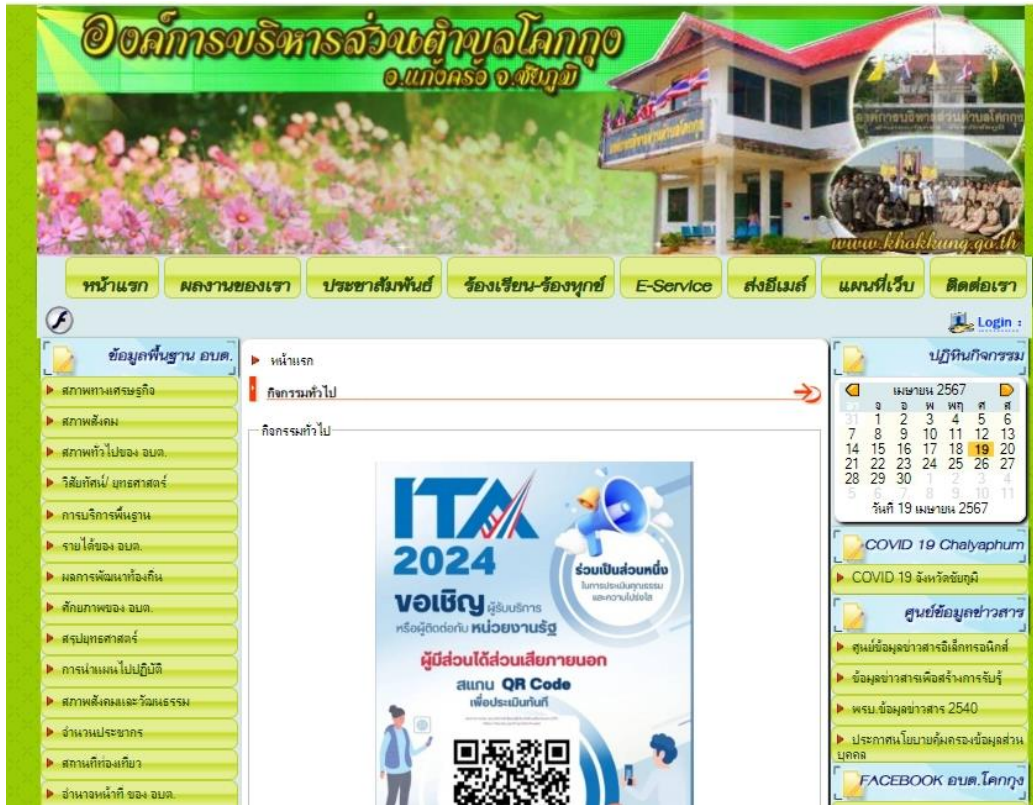 องค์การบริหารส่วนตำบลโคกกุง
อ.แก้งคร้อ จ.ชัยภูมิ
www.khokkung.go.th
หน้าแรก ผลงานของเรา ประชาสัมพันธ์ ร้องเรียน-ร้องทุกข์ E-Service ส่งอีเมล์ แผนที่เว็บ ติดต่อเรา
Login :
ข้อมูลพื้นฐาน อบต.
สภาพทางเศรษฐกิจ
สภาพสังคม
สภาพทั่วไปของ อบต.
วิสัยทัศน์/ ยุทธศาสตร์
การบริการพื้นฐาน
รายได้ของ อบต.
ผลการพัฒนาท้องถิ่น
ศักยภาพของ อบต.
สรุปยุทธศาสตร์
การนำแผนไปปฏิบัติ
สภาพสังคมและวัฒนธรรม
จำนวนประชากร
สถานที่ท่องเที่ยว
อำนาจหน้าที่ ของ อบต.
หน้าแรก
กิจกรรมทั่วไป
กิจกรรมทั่วไป
ITA
2024
ร่วมเป็นส่วนหนึ่ง
ในการประเมินคุณธรรม
และความโปร่งใส
ขอเชิญ ผู้รับบริการ
หรือผู้ติดต่อกับ หน่วยงานรัฐ
ผู้มีส่วนได้ส่วนเสียภายนอก
สแกน QR Code
เพื่อประเมินทันที
ปฏิทินกิจกรรม
เมษายน 2567
อา จ อ พ พฤ ศ ส
31 1 2 3 4 5 6
7 8 9 10 11 12 13
14 15 16 17 18 19 20
21 22 23 24 25 26 27
28 29 30 1 2 3 4
5 6 7 8 9 10 11
วันที่ 19 เมษายน 2567
COVID 19 Chaiyaphum
COVID 19 จังหวัดชัยภูมิ
ศูนย์ข้อมูลข่าวสาร
ศูนย์ข้อมูลข่าวสารอิเล็กทรอนิกส์
ข้อมูลข่าวสารเพื่อสร้างการรับรู้
พรบ.ข้อมูลข่าวสาร 2540
ประกาศนโยบายคุ้มครองข้อมูลส่วน
บุคคล
FACEBOOK อบต.โคกกุง